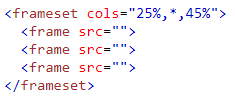 <frameset cols="25%,*,45%">
  <frame src="">
  <frame src="">
  <frame src="">
</frameset>